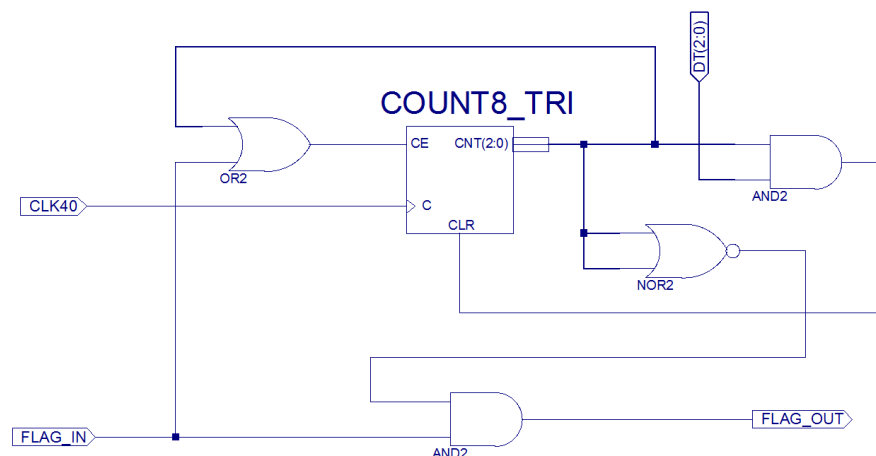 DT(2:0)
COUNT8_TRI
CE
CNT(2:0)
OR2
AND2
CLK40
C
CLR
NOR2
FLAG_IN
FLAG_OUT
AND2